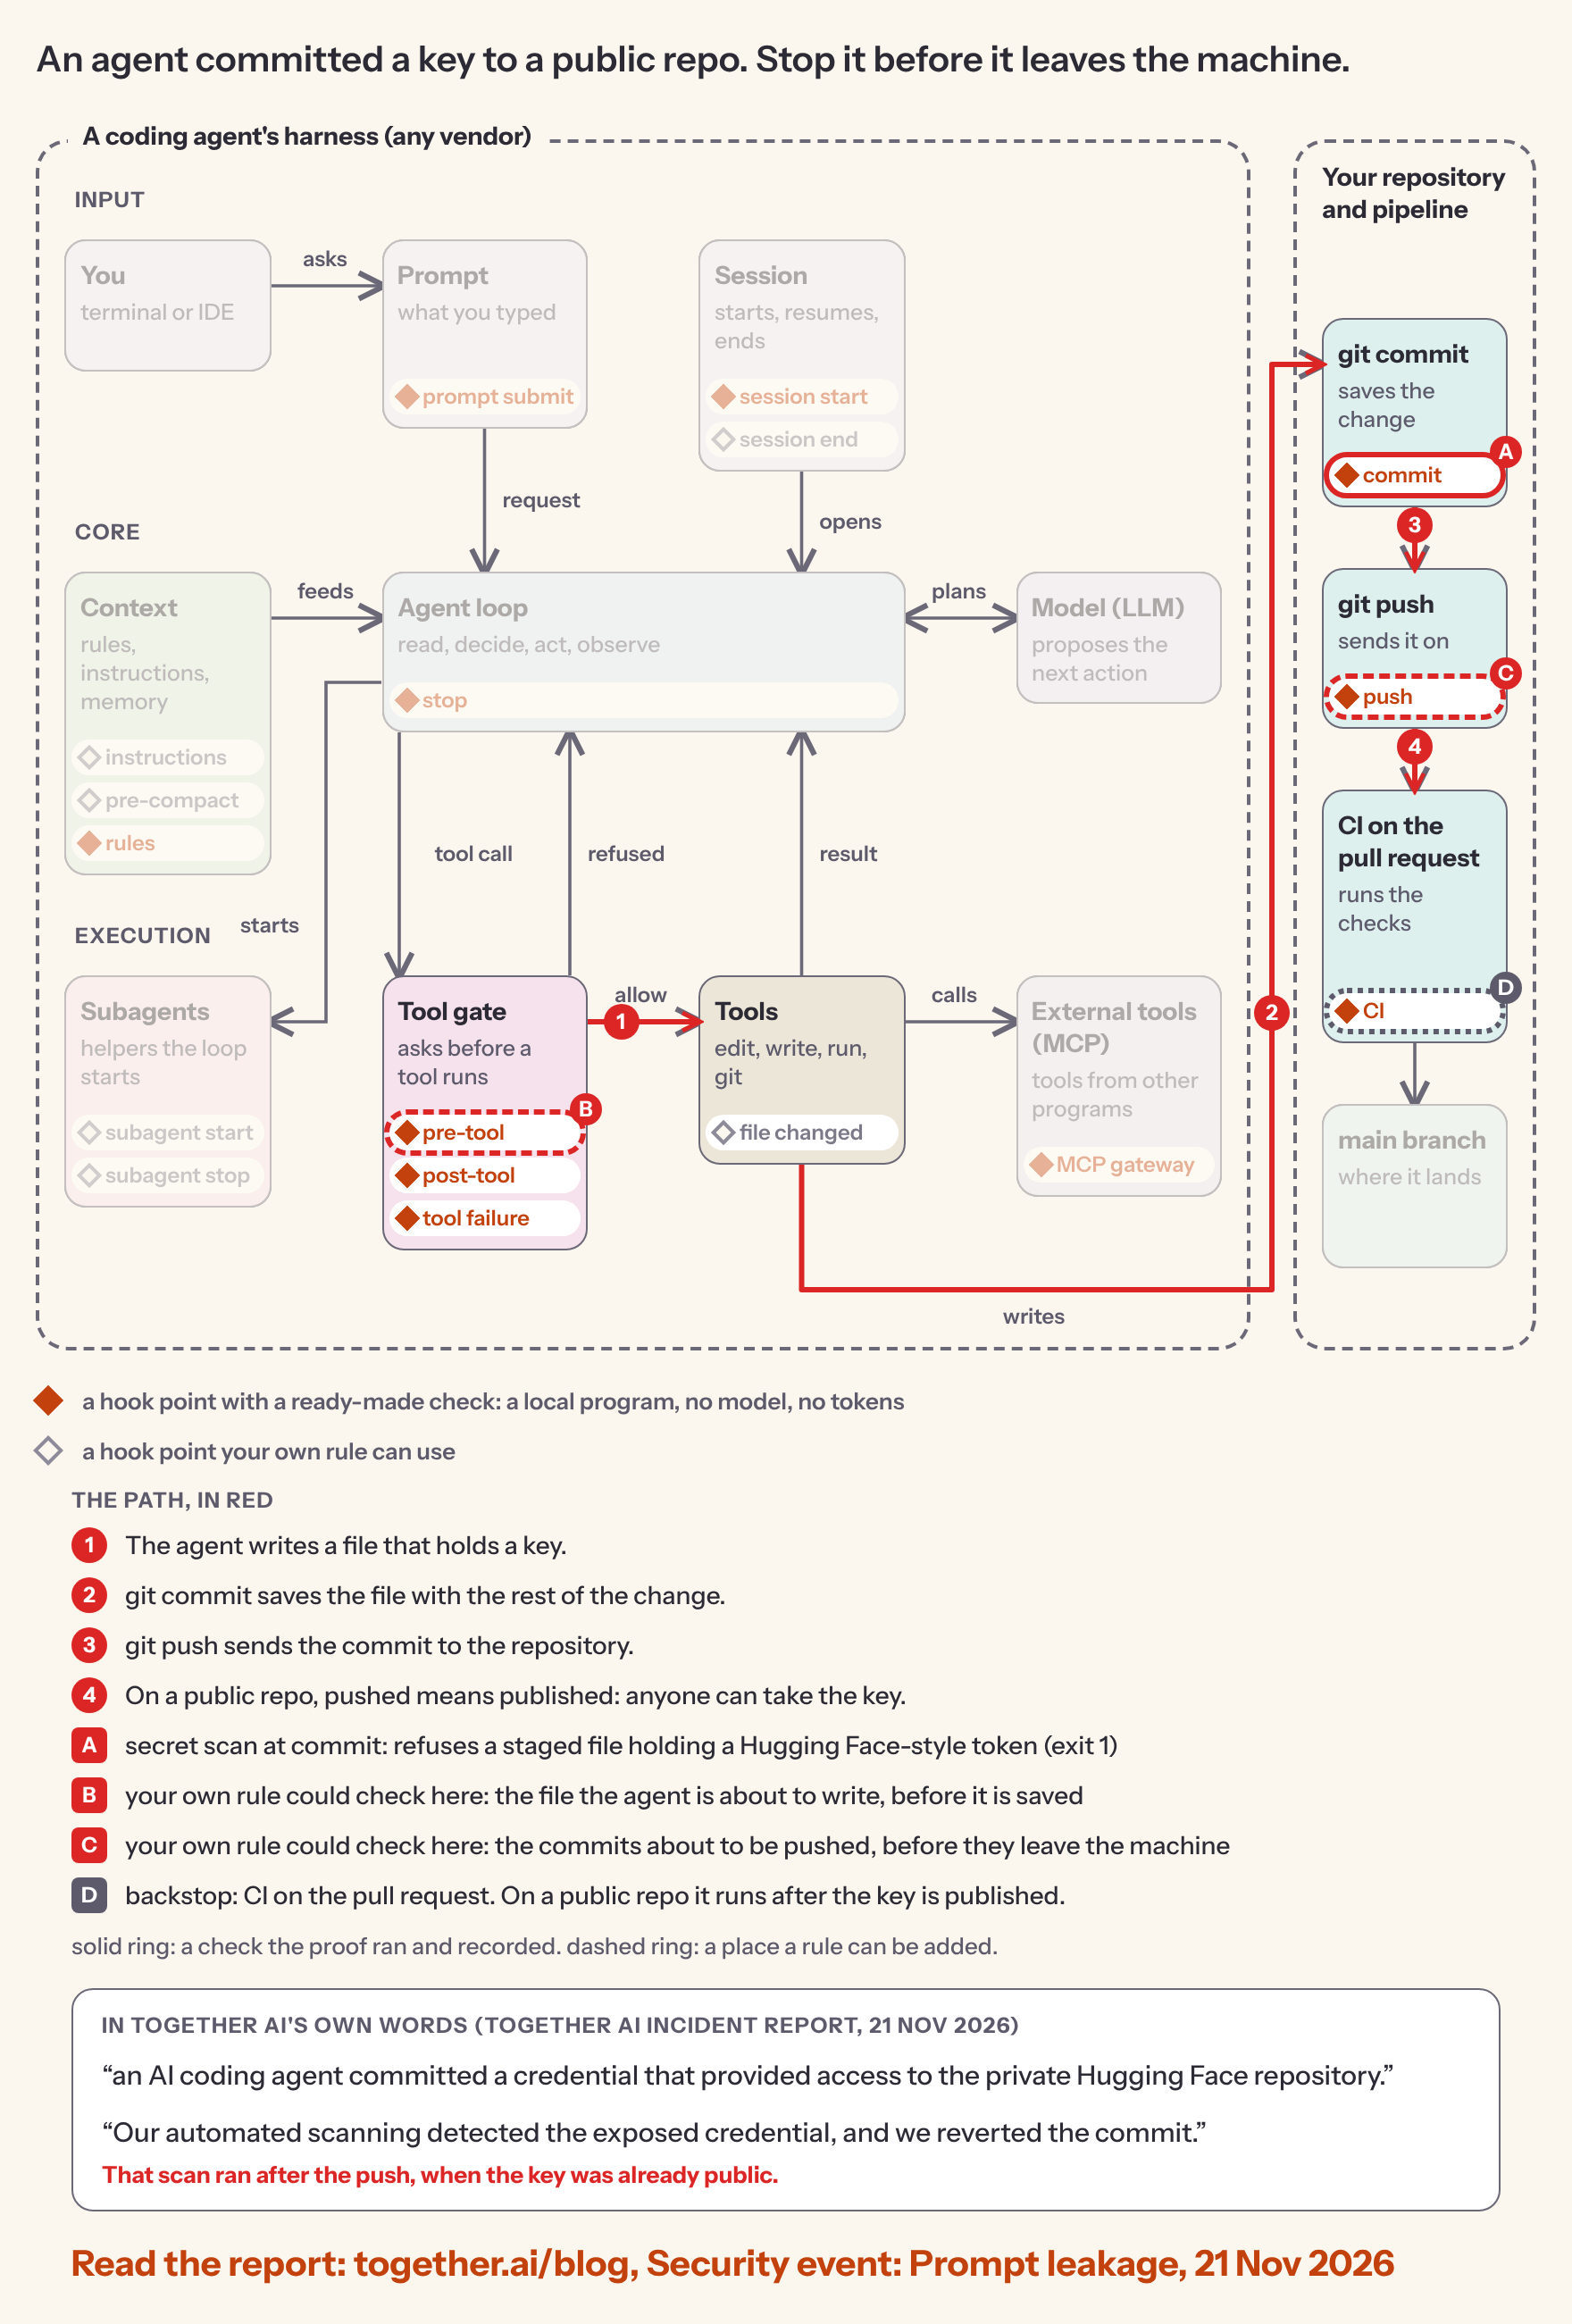 An agent committed a key to a public repo. Stop it before it leaves the machine.
A coding agent's harness (any vendor)
INPUT
You
terminal or IDE
asks
Prompt
what you typed
prompt submit
Session
starts, resumes,
ends
session start
session end
request
opens
CORE
Context
rules,
instructions,
memory
instructions
pre-compact
rules
feeds
Agent loop
read, decide, act, observe
stop
plans
Model (LLM)
proposes the
next action
tool call
refused
result
starts
EXECUTION
Subagents
helpers the loop
starts
subagent start
subagent stop
Tool gate
asks before a
tool runs
B
pre-tool
post-tool
tool failure
allow
1
Tools
edit, write, run,
git
file changed
calls
External tools
(MCP)
tools from other
programs
MCP gateway
writes
2
Your repository
and pipeline
git commit
saves the
change
A
commit
3
git push
sends it on
C
push
4
CI on the
pull request
runs the
checks
D
CI
main branch
where it lands
a hook point with a ready-made check: a local program, no model, no tokens
a hook point your own rule can use
THE PATH, IN RED
1 The agent writes a file that holds a key.
2 git commit saves the file with the rest of the change.
3 git push sends the commit to the repository.
4 On a public repo, pushed means published: anyone can take the key.
A secret scan at commit: refuses a staged file holding a Hugging Face-style token (exit 1)
B your own rule could check here: the file the agent is about to write, before it is saved
C your own rule could check here: the commits about to be pushed, before they leave the machine
D backstop: CI on the pull request. On a public repo it runs after the key is published.
solid ring: a check the proof ran and recorded. dashed ring: a place a rule can be added.
IN TOGETHER AI'S OWN WORDS (TOGETHER AI INCIDENT REPORT, 21 NOV 2026)
“an AI coding agent committed a credential that provided access to the private Hugging Face repository.”
“Our automated scanning detected the exposed credential, and we reverted the commit.”
That scan ran after the push, when the key was already public.
Read the report: together.ai/blog, Security event: Prompt leakage, 21 Nov 2026